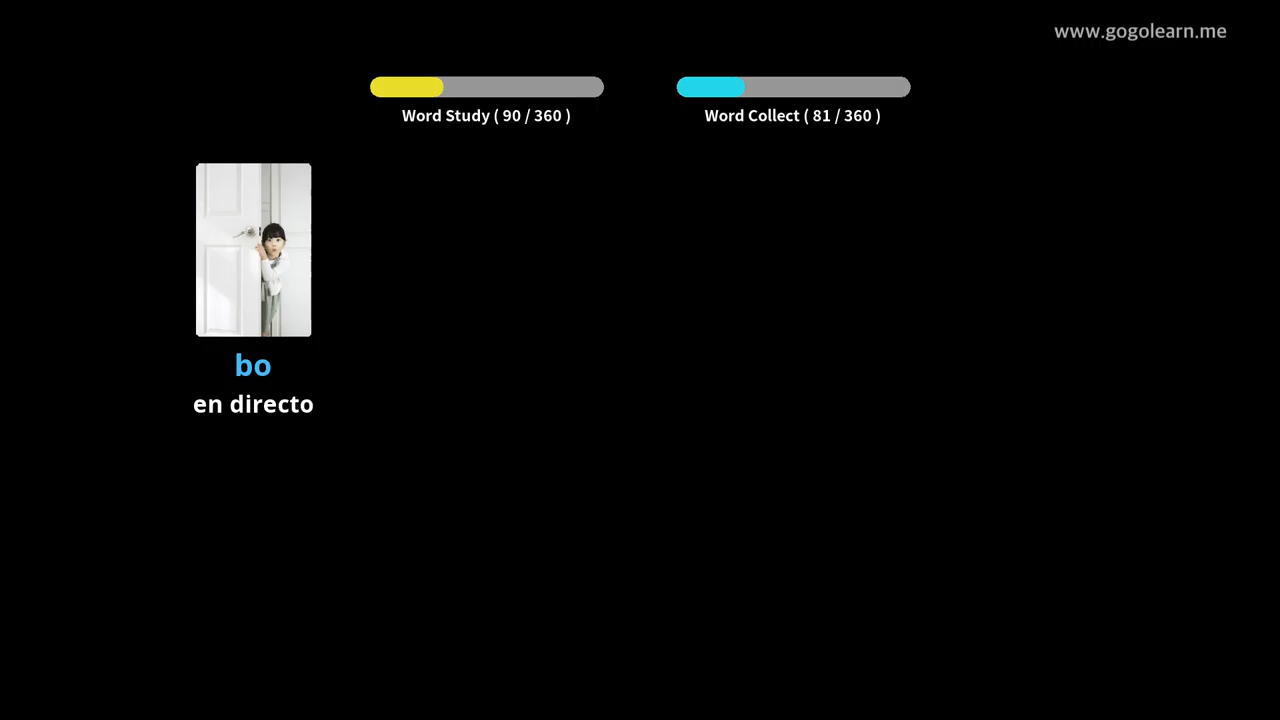 www.gogolearn.me
Word Study ( 90 / 360 )
Word Collect ( 81 / 360 )
bo
en directo